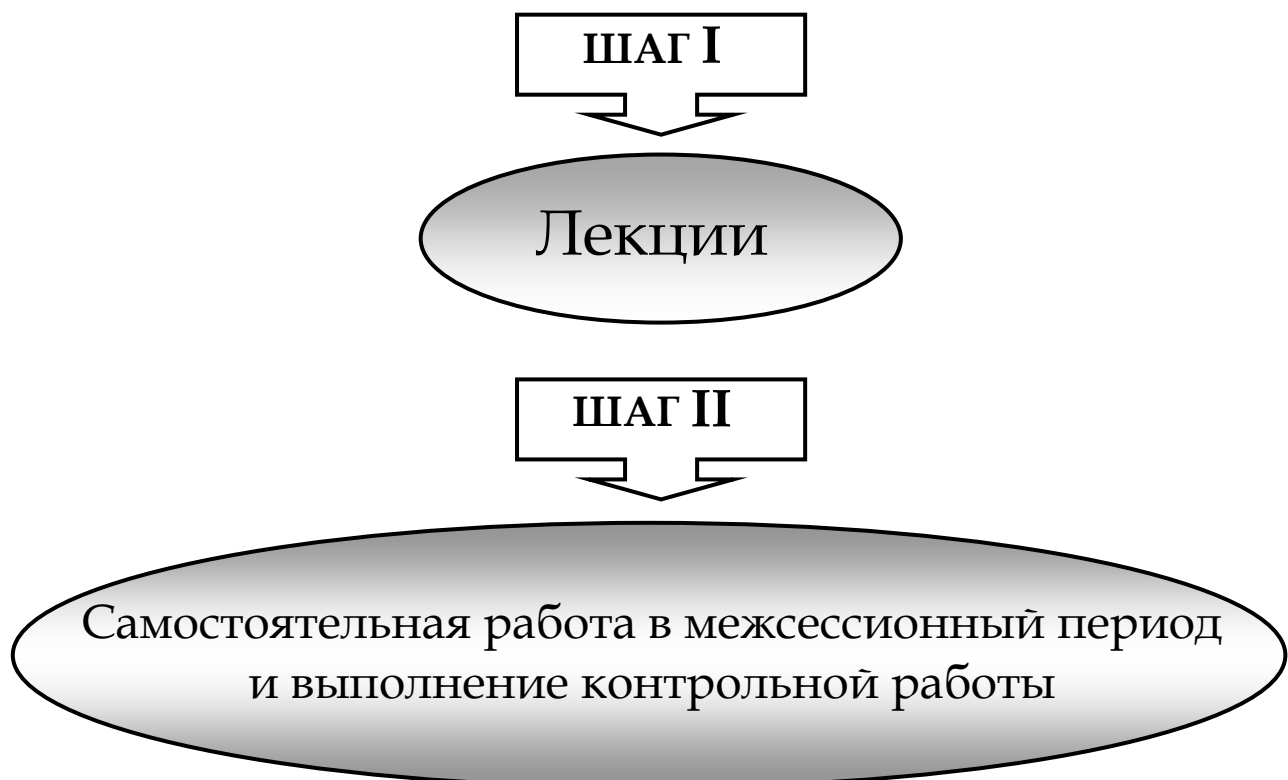 ШАГ I
Лекции
ШАГ II
Самостоятельная работа в межсессионный период
и выполнение контрольной работы